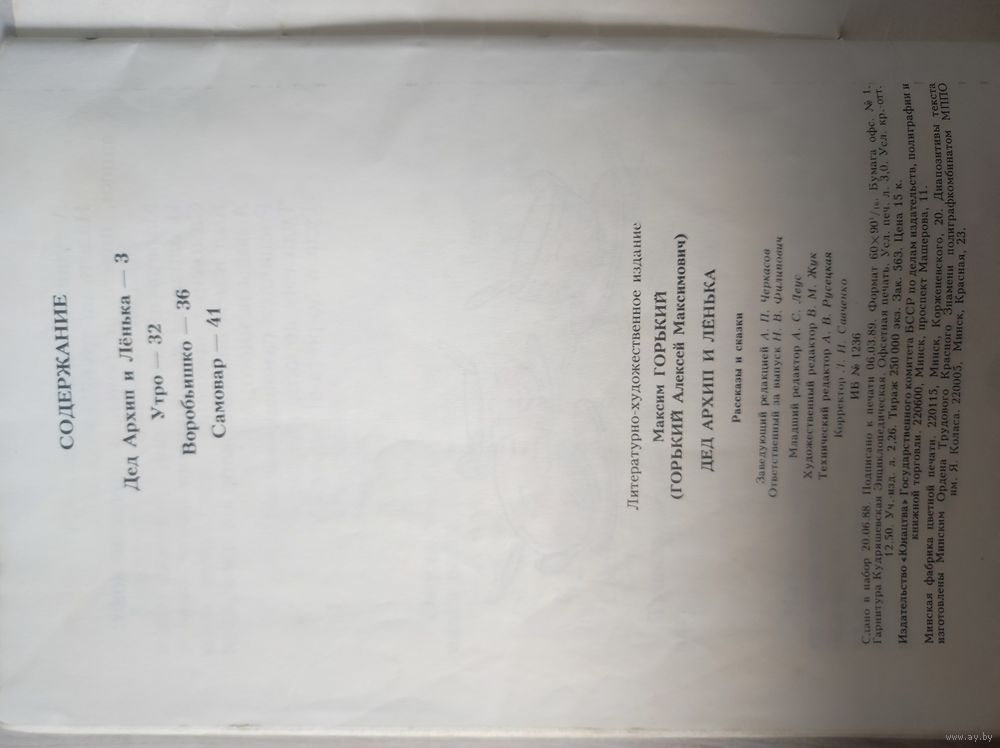 СОДЕРЖАНИЕ
Дед Архип и Лёнька — 3
Утро — 32
Воробьишко — 36
Самовар — 41
Литературно-художественное издание
Максим ГОРЬКИЙ
(ГОРЬКИЙ Алексей Максимович)
ДЕД АРХИП И ЛЕНЬКА
Рассказы и сказки
Заведующий редакцией А. П. Черкасов
Ответственный за выпуск Н. В. Филипович
Младший редактор А. С. Леус
Художественный редактор В. М. Жук
Технический редактор А. В. Русецкая
Корректор Л. Н. Савченко
ИБ № 1236
Сдано в набор 20.06.88. Подписано к печати 06.03.89. Формат 60×90¹/₁₆. Бумага офс. № 1.
Гарнитура Кудряшевская Энциклопедическая. Офсетная печать. Усл. печ. л. 3,0. Усл. кр.-отт.
12,50. Уч.-изд. л. 2,26. Тираж 250 000 экз. Зак. 563. Цена 15 к.
Издательство «Юнацтва» Государственного комитета БССР по делам издательств, полиграфии и
книжной торговли. 220600, Минск, проспект Машерова, 11.
Минская фабрика цветной печати. 220115, Минск, Корженевского, 20. Диапозитивы текста
изготовлены Минским Ордена Трудового Красного Знамени полиграфкомбинатом МППО
им. Я. Коласа. 220005, Минск, Красная, 23.
www.ay.by